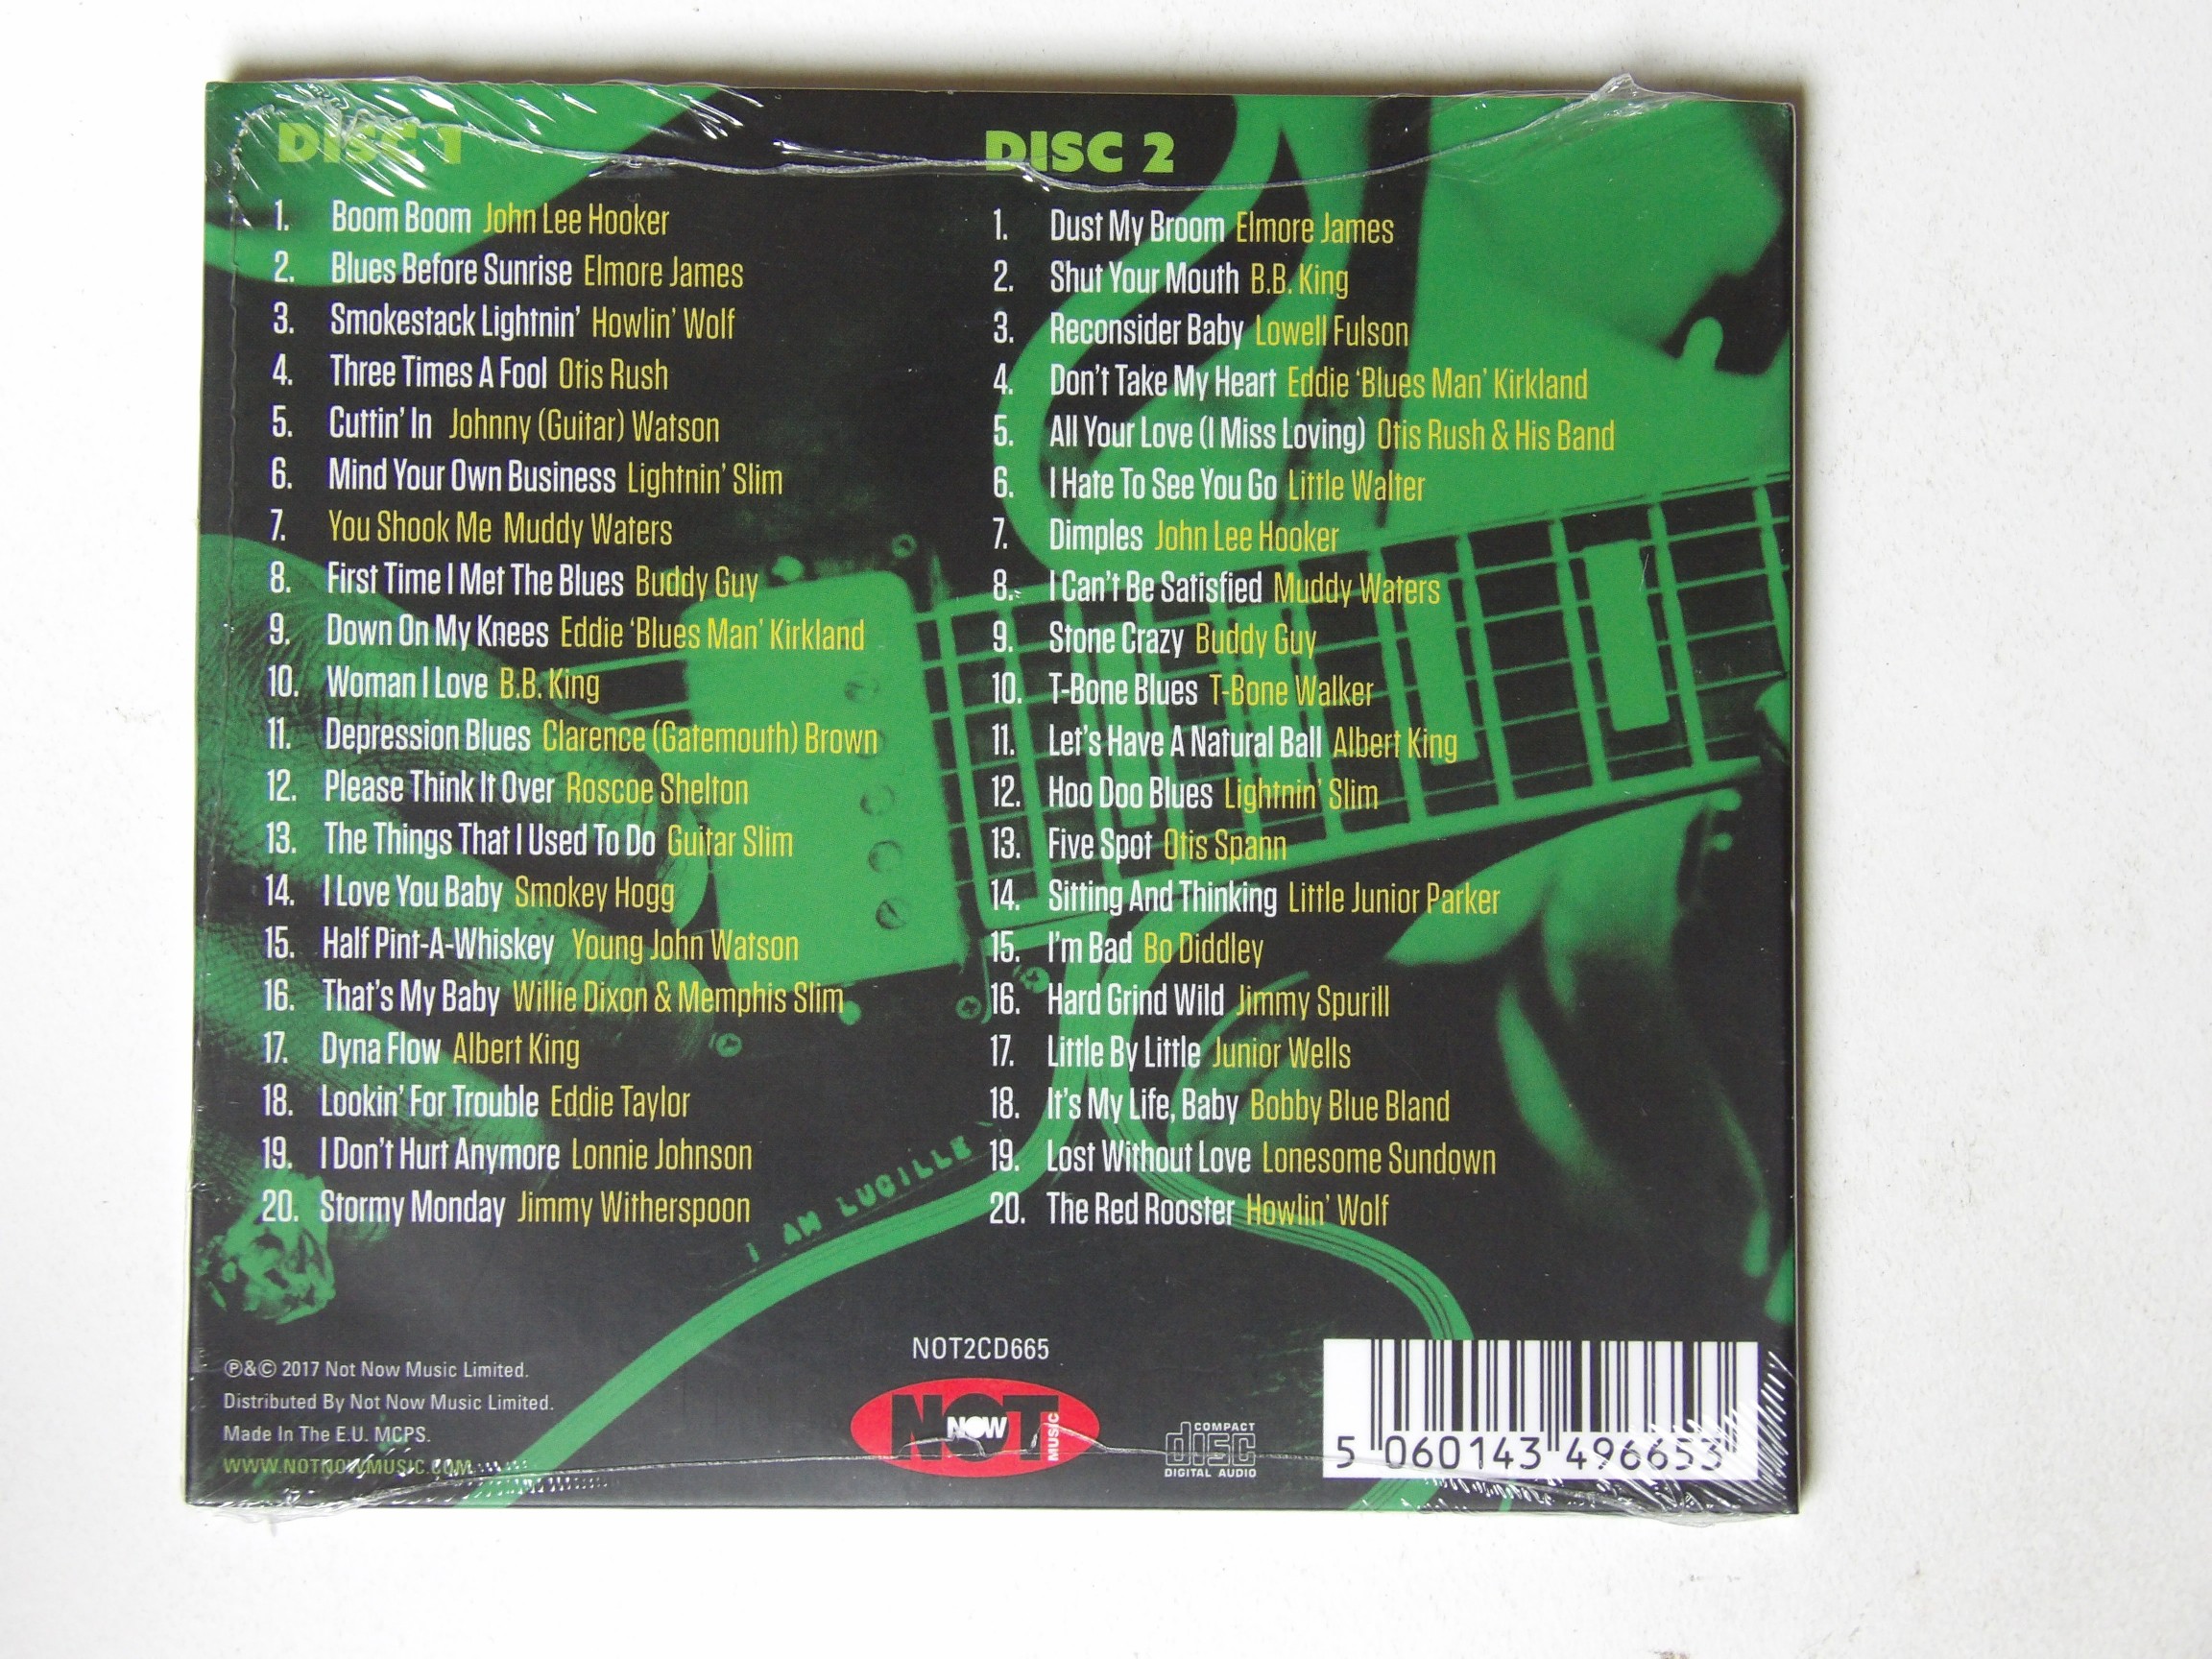 DISC 1
1. Boom Boom John Lee Hooker
2. Blues Before Sunrise Elmore James
3. Smokestack Lightnin' Howlin' Wolf
4. Three Times A Fool Otis Rush
5. Cuttin' In Johnny (Guitar) Watson
6. Mind Your Own Business Lightnin' Slim
7. You Shook Me Muddy Waters
8. First Time I Met The Blues Buddy Guy
9. Down On My Knees Eddie 'Blues Man' Kirkland
10. Woman I Love B.B. King
11. Depression Blues Clarence (Gatemouth) Brown
12. Please Think It Over Roscoe Shelton
13. The Things That I Used To Do Guitar Slim
14. I Love You Baby Smokey Hogg
15. Half Pint-A-Whiskey Young John Watson
16. That's My Baby Willie Dixon & Memphis Slim
17. Dyna Flow Albert King
18. Lookin' For Trouble Eddie Taylor
19. I Don't Hurt Anymore Lonnie Johnson
20. Stormy Monday Jimmy Witherspoon
DISC 2
1. Dust My Broom Elmore James
2. Shut Your Mouth B.B. King
3. Reconsider Baby Lowell Fulson
4. Don't Take My Heart Eddie 'Blues Man' Kirkland
5. All Your Love (I Miss Loving) Otis Rush & His Band
6. I Hate To See You Go Little Walter
7. Dimples John Lee Hooker
8. I Can't Be Satisfied Muddy Waters
9. Stone Crazy Buddy Guy
10. T-Bone Blues T-Bone Walker
11. Let's Have A Natural Ball Albert King
12. Hoo Doo Blues Lightnin' Slim
13. Five Spot Otis Spann
14. Sitting And Thinking Little Junior Parker
15. I'm Bad Bo Diddley
16. Hard Grind Wild Jimmy Spurill
17. Little By Little Junior Wells
18. It's My Life, Baby Bobby Blue Bland
19. Lost Without Love Lonesome Sundown
20. The Red Rooster Howlin' Wolf
I AM LUCILLE
℗&© 2017 Not Now Music Limited.
Distributed By Not Now Music Limited.
Made In The E.U. MCPS.
WWW.NOTNOWMUSIC.COM
NOT2CD665
NOT NOW MUSIC
COMPACT
disc
DIGITAL AUDIO
5 060143 496653